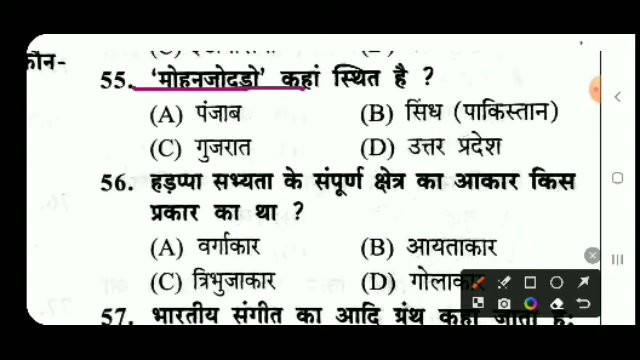 कौन-
55. 'मोहनजोदड़ो' कहां स्थित है ?
(A) पंजाब (B) सिंध (पाकिस्तान)
(C) गुजरात (D) उत्तर प्रदेश
56. हड़प्पा सभ्यता के संपूर्ण क्षेत्र का आकार किस
प्रकार का था ?
(A) वर्गाकार (B) आयताकार
(C) त्रिभुजाकार (D) गोलाकार
57. भारतीय संगीत का आदि ग्रंथ कहा जाता है: